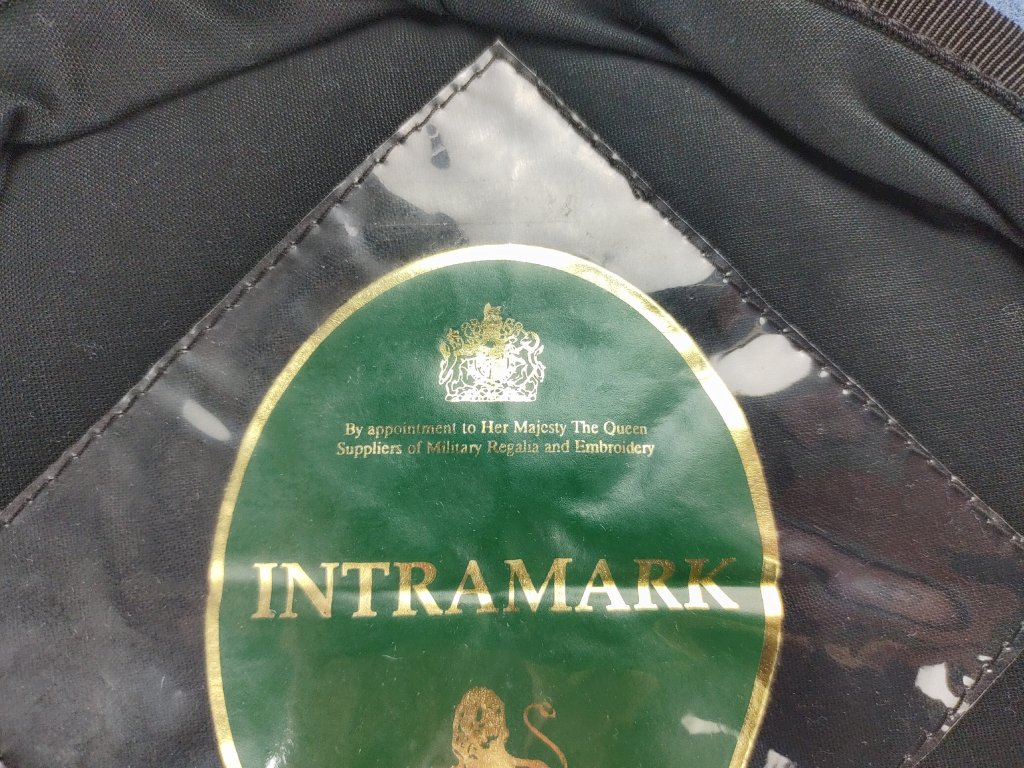 By appointment to Her Majesty The Queen
Suppliers of Military Regalia and Embroidery
INTRAMARK